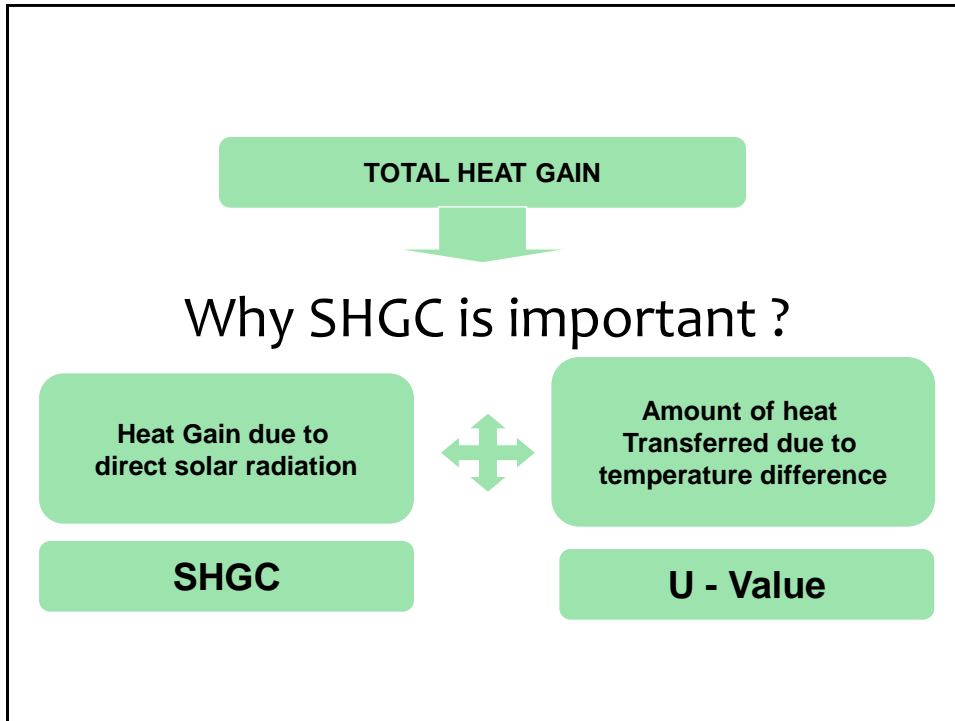 TOTAL HEAT GAIN
Why SHGC is important ?
Heat Gain due to
direct solar radiation
Amount of heat
Transferred due to
temperature difference
SHGC
U - Value